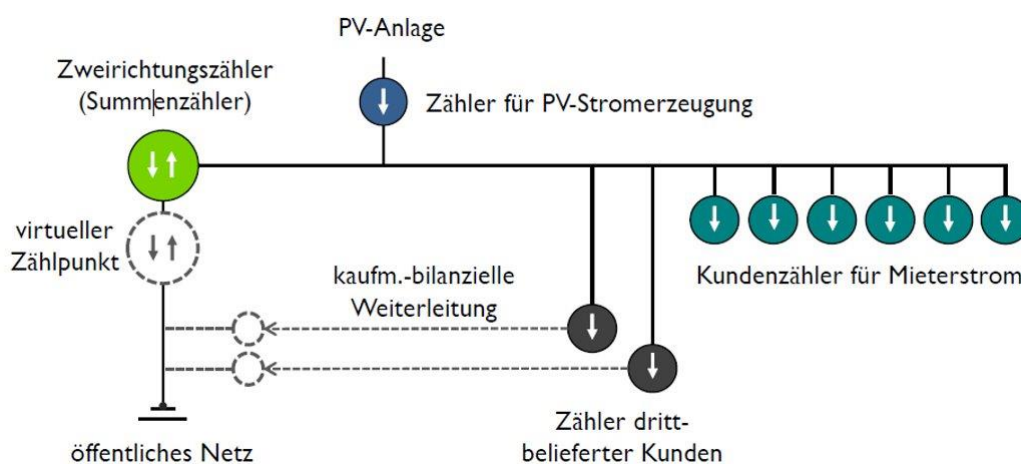 PV-Anlage
Zweirichtungszähler
(Summenzähler)
Zähler für PV-Stromerzeugung
virtueller
Zählpunkt
kaufm.-bilanzielle
Weiterleitung
Kundenzähler für Mieterstrom
Zähler dritt-
belieferter Kunden
öffentliches Netz